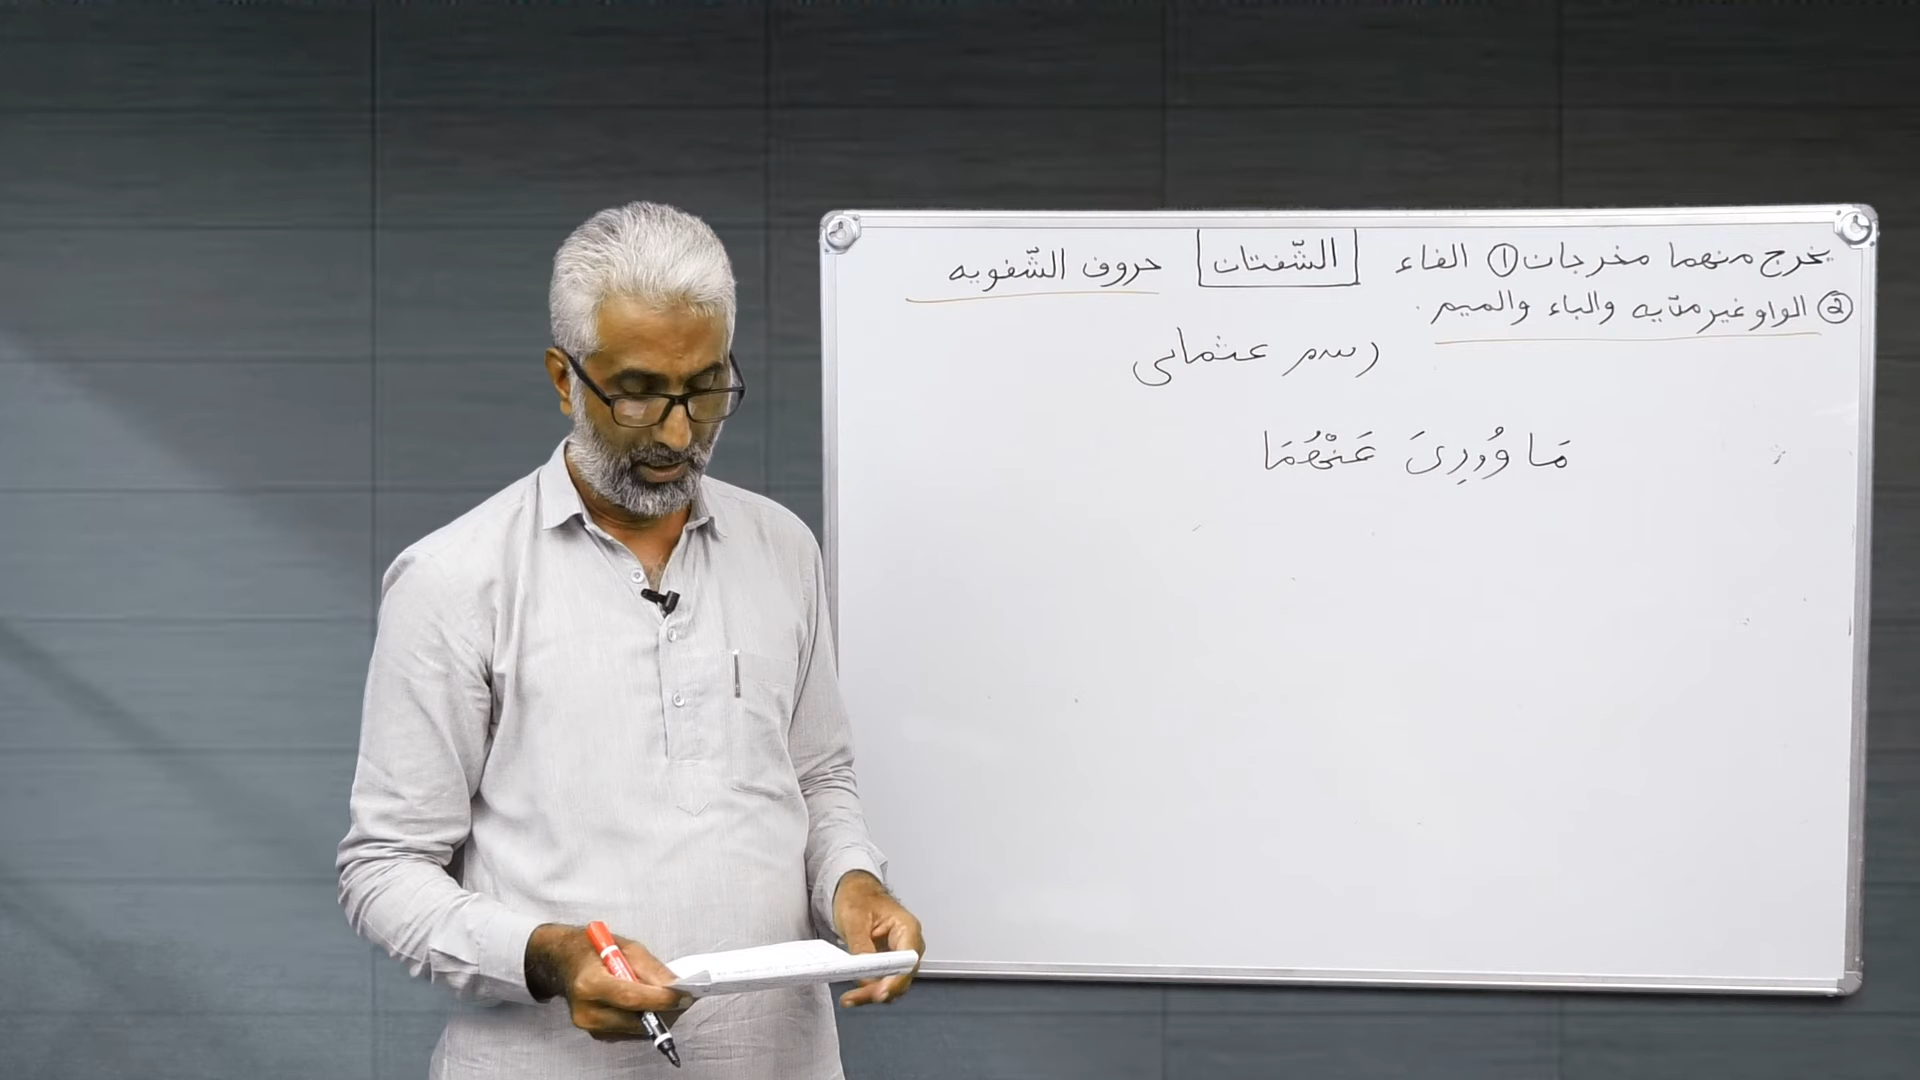 يخرج منهما مخرجان ① الفاء الشّفتان حروف الشّفويه
② الواو غير مدّيه والباء والميم.
رسم عثمانی
مَا وُورِىَ عَنْهُمَا